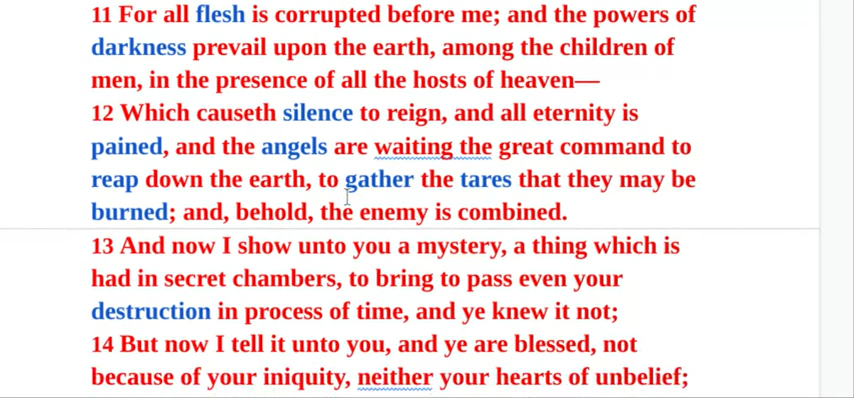 11 For all flesh is corrupted before me; and the powers of
darkness prevail upon the earth, among the children of
men, in the presence of all the hosts of heaven—
12 Which causeth silence to reign, and all eternity is
pained, and the angels are waiting the great command to
reap down the earth, to gather the tares that they may be
burned; and, behold, the enemy is combined.
13 And now I show unto you a mystery, a thing which is
had in secret chambers, to bring to pass even your
destruction in process of time, and ye knew it not;
14 But now I tell it unto you, and ye are blessed, not
because of your iniquity, neither your hearts of unbelief;